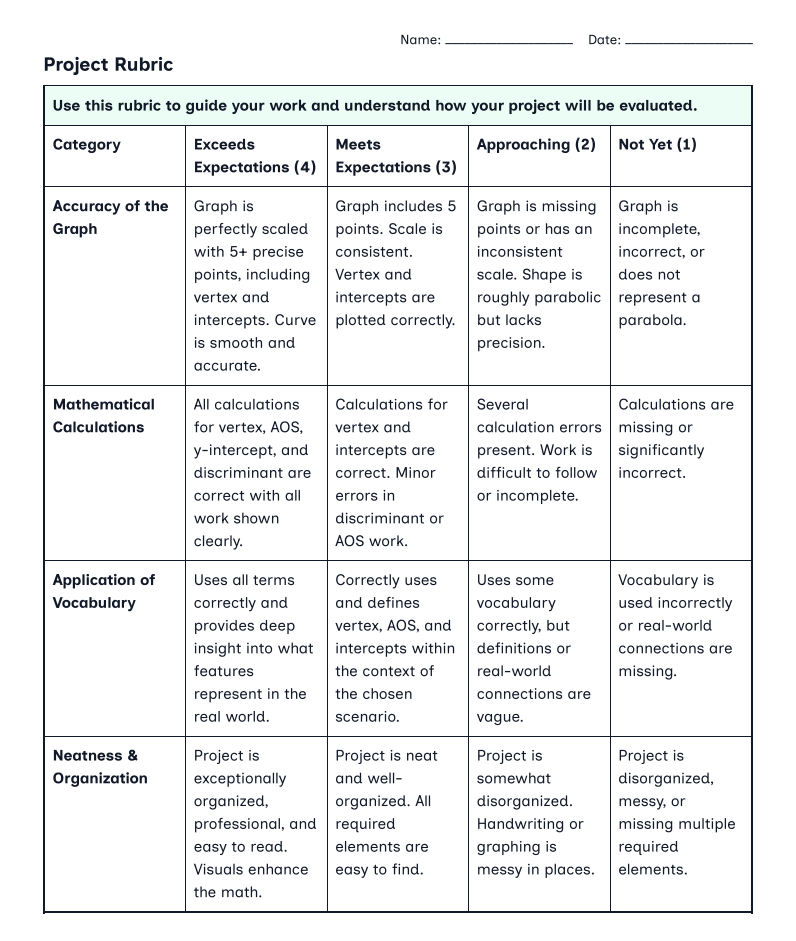 Name: ____________________ Date: ____________________
Project Rubric
Use this rubric to guide your work and understand how your project will be evaluated.
Category
Exceeds
Expectations (4)
Meets
Expectations (3)
Approaching (2)
Not Yet (1)
Accuracy of the
Graph
Graph is
perfectly scaled
with 5+ precise
points, including
vertex and
intercepts. Curve
is smooth and
accurate.
Graph includes 5
points. Scale is
consistent.
Vertex and
intercepts are
plotted correctly.
Graph is missing
points or has an
inconsistent
scale. Shape is
roughly parabolic
but lacks
precision.
Graph is
incomplete,
incorrect, or
does not
represent a
parabola.
Mathematical
Calculations
All calculations
for vertex, AOS,
y-intercept, and
discriminant are
correct with all
work shown
clearly.
Calculations for
vertex and
intercepts are
correct. Minor
errors in
discriminant or
AOS work.
Several
calculation errors
present. Work is
difficult to follow
or incomplete.
Calculations are
missing or
significantly
incorrect.
Application of
Vocabulary
Uses all terms
correctly and
provides deep
insight into what
features
represent in the
real world.
Correctly uses
and defines
vertex, AOS, and
intercepts within
the context of
the chosen
scenario.
Uses some
vocabulary
correctly, but
definitions or
real-world
connections are
vague.
Vocabulary is
used incorrectly
or real-world
connections are
missing.
Neatness &
Organization
Project is
exceptionally
organized,
professional, and
easy to read.
Visuals enhance
the math.
Project is neat
and well-
organized. All
required
elements are
easy to find.
Project is
somewhat
disorganized.
Handwriting or
graphing is
messy in places.
Project is
disorganized,
messy, or
missing multiple
required
elements.